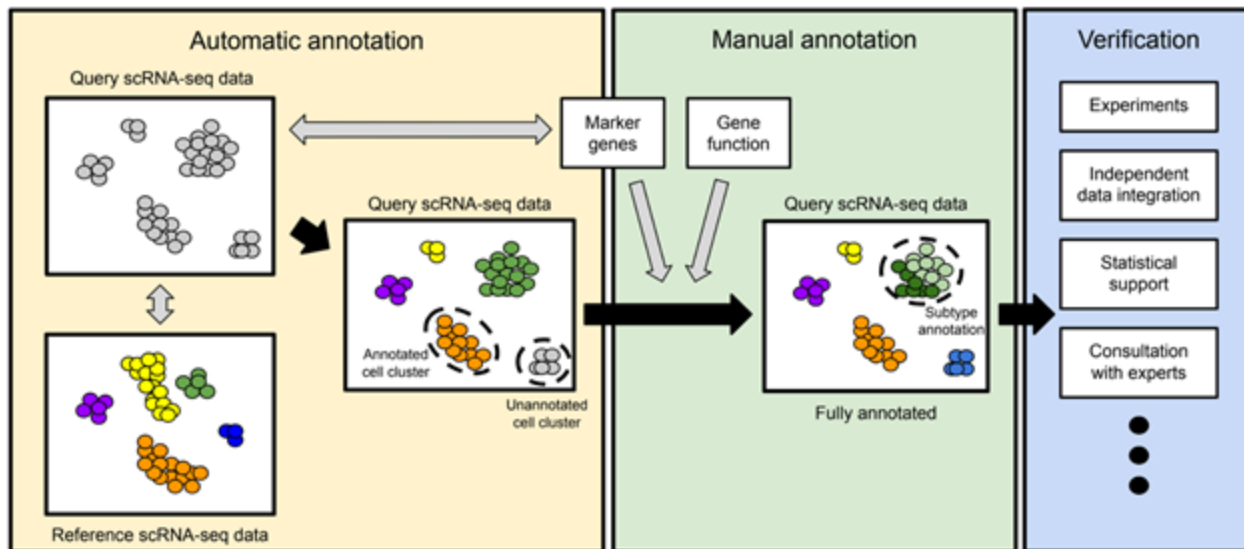 Automatic annotation
Query scRNA-seq data
Query scRNA-seq data
Annotated
cell cluster
Unannotated
cell cluster
Reference scRNA-seq data
Manual annotation
Marker
genes
Gene
function
Query scRNA-seq data
Subtype
annotation
Fully annotated
Verification
Experiments
Independent
data integration
Statistical
support
Consultation
with experts